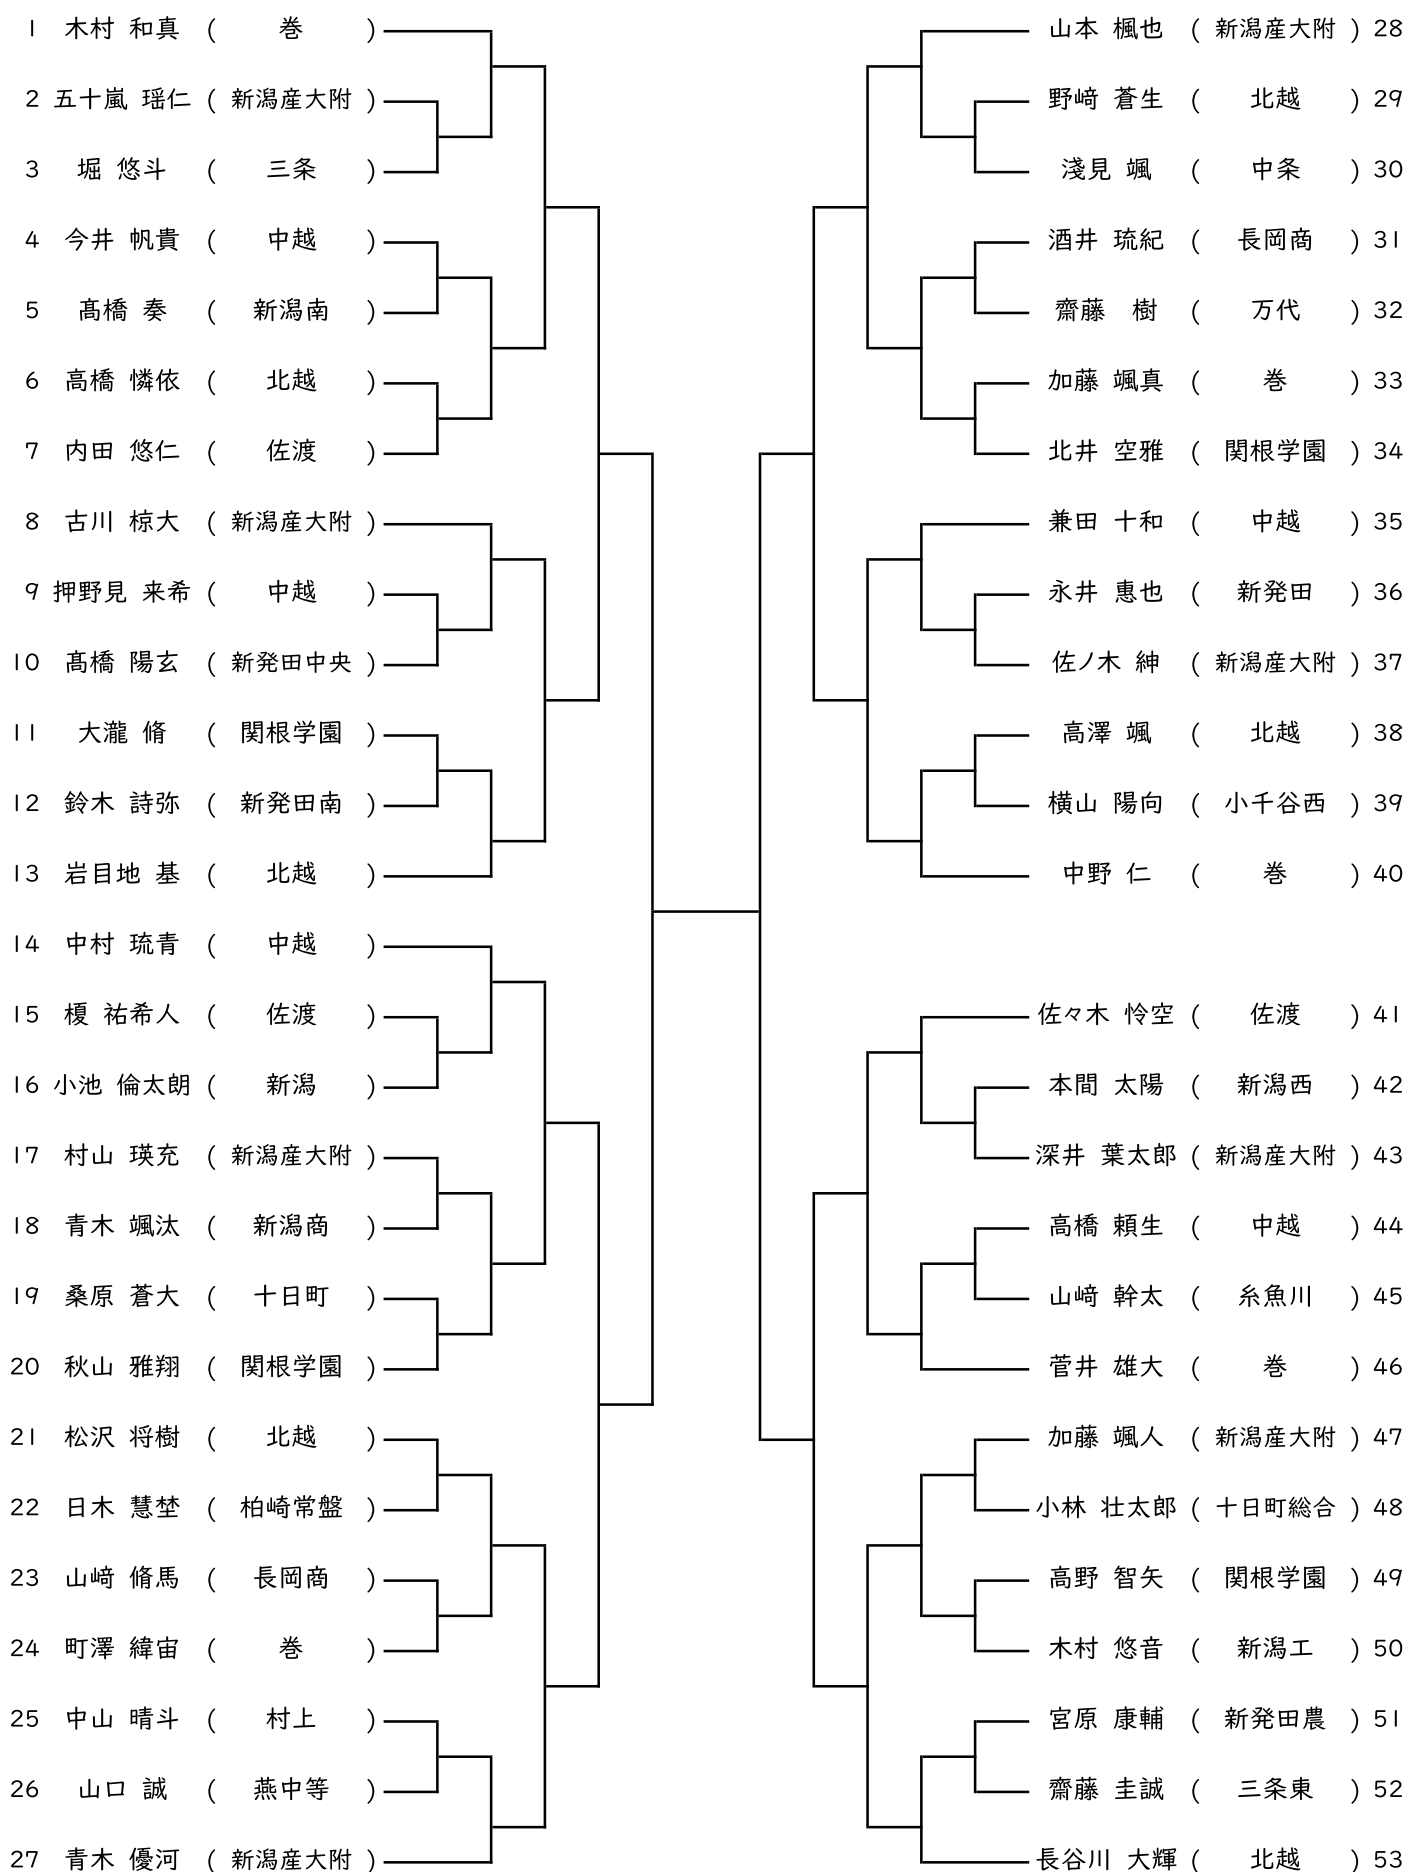 1 木村 和真 ( 巻 )
2 五十嵐 瑶仁 ( 新潟産大附 )
3 堀 悠斗 ( 三条 )
4 今井 帆貴 ( 中越 )
5 髙橋 奏 ( 新潟南 )
6 高橋 憐依 ( 北越 )
7 内田 悠仁 ( 佐渡 )
8 古川 椋大 ( 新潟産大附 )
9 押野見 来希 ( 中越 )
10 髙橋 陽玄 ( 新発田中央 )
11 大瀧 脩 ( 関根学園 )
12 鈴木 詩弥 ( 新発田南 )
13 岩目地 基 ( 北越 )
14 中村 琉青 ( 中越 )
15 榎 祐希人 ( 佐渡 )
16 小池 倫太朗 ( 新潟 )
17 村山 瑛充 ( 新潟産大附 )
18 青木 颯汰 ( 新潟商 )
19 桑原 蒼大 ( 十日町 )
20 秋山 雅翔 ( 関根学園 )
21 松沢 将樹 ( 北越 )
22 日木 慧埜 ( 柏崎常盤 )
23 山﨑 脩馬 ( 長岡商 )
24 町澤 緯宙 ( 巻 )
25 中山 晴斗 ( 村上 )
26 山口 誠 ( 燕中等 )
27 青木 優河 ( 新潟産大附 )
山本 楓也 ( 新潟産大附 ) 28
野﨑 蒼生 ( 北越 ) 29
淺見 颯 ( 中条 ) 30
酒井 琉紀 ( 長岡商 ) 31
齋藤 樹 ( 万代 ) 32
加藤 颯真 ( 巻 ) 33
北井 空雅 ( 関根学園 ) 34
兼田 十和 ( 中越 ) 35
永井 惠也 ( 新発田 ) 36
佐ノ木 紳 ( 新潟産大附 ) 37
高澤 颯 ( 北越 ) 38
横山 陽向 ( 小千谷西 ) 39
中野 仁 ( 巻 ) 40
佐々木 怜空 ( 佐渡 ) 41
本間 太陽 ( 新潟西 ) 42
深井 葉太郎 ( 新潟産大附 ) 43
高橋 頼生 ( 中越 ) 44
山﨑 幹太 ( 糸魚川 ) 45
菅井 雄大 ( 巻 ) 46
加藤 颯人 ( 新潟産大附 ) 47
小林 壮太郎 ( 十日町総合 ) 48
高野 智矢 ( 関根学園 ) 49
木村 悠音 ( 新潟工 ) 50
宮原 康輔 ( 新発田農 ) 51
齋藤 圭誠 ( 三条東 ) 52
長谷川 大輝 ( 北越 ) 53